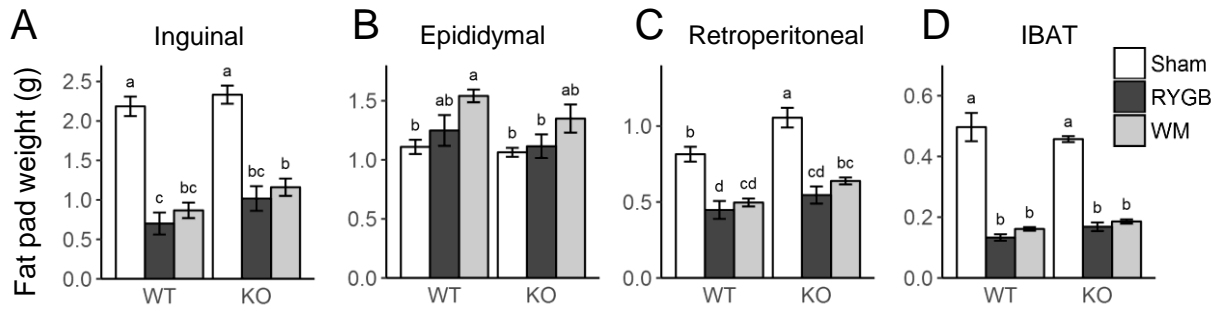 A Inguinal
B Epididymal
C Retroperitoneal
D IBAT
Fat pad weight (g)
2.5
2.0
1.5
1.0
0.5
0.0
a
c
bc
a
bc
b
WT KO
1.5
1.0
0.5
0.0
b
ab
a
b
b
ab
WT KO
1.0
0.5
0.0
b
d
cd
a
cd
bc
WT KO
0.6
0.4
0.2
0.0
a
b
b
a
b
b
WT KO
Sham
RYGB
WM